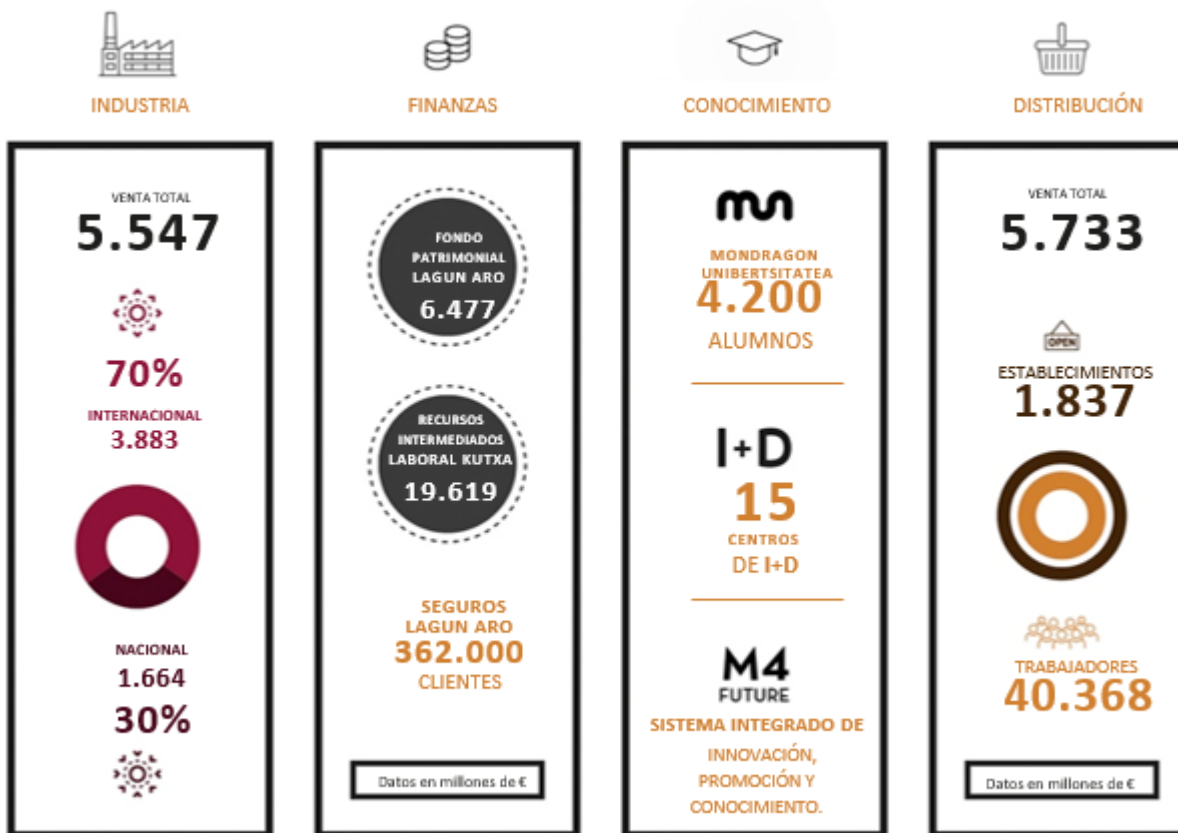 INDUSTRIA
VENTA TOTAL
5.547
70%
INTERNACIONAL
3.883
NACIONAL
1.664
30%
FINANZAS
FONDO
PATRIMONIAL
LAGUN ARO
6.477
RECURSOS
INTERMEDIADOS
LABORAL KUTXA
19.619
SEGUROS
LAGUN ARO
362.000
CLIENTES
Datos en millones de €
CONOCIMIENTO
MONDRAGON
UNIBERTSITATEA
4.200
ALUMNOS
I+D
15
CENTROS
DE I+D
M4
FUTURE
SISTEMA INTEGRADO DE
INNOVACIÓN,
PROMOCIÓN Y
CONOCIMIENTO.
DISTRIBUCIÓN
VENTA TOTAL
5.733
OPEN
ESTABLECIMIENTOS
1.837
TRABAJADORES
40.368
Datos en millones de €